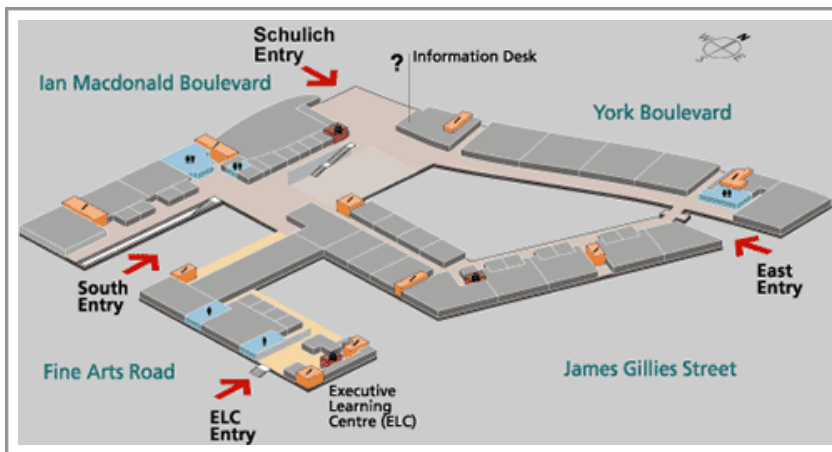 Schulich
Entry
Ian Macdonald Boulevard
? Information Desk
N
York Boulevard
South
Entry
East
Entry
Fine Arts Road
James Gillies Street
ELC
Entry
Executive
Learning
Centre (ELC)